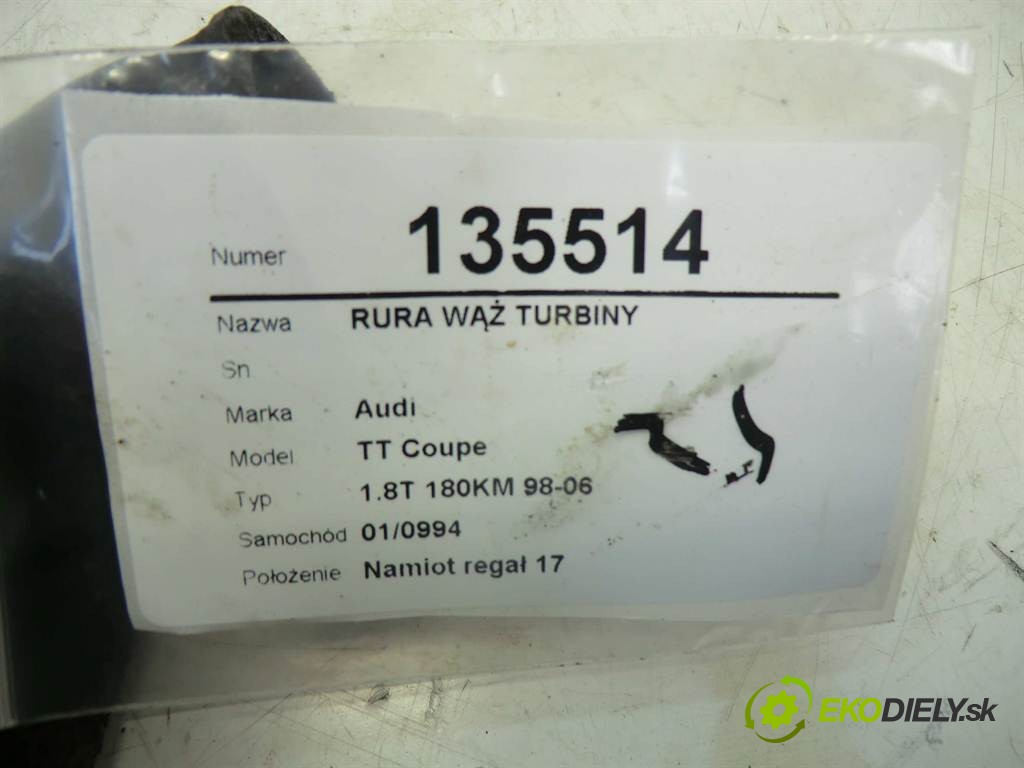 Numer 135514
Nazwa RURA WĄŻ TURBINY
Sn
Marka Audi
Model TT Coupe
Typ 1.8T 180KM 98-06
Samochód 01/0994
Położenie Namiot regał 17
EKODIELY.sk